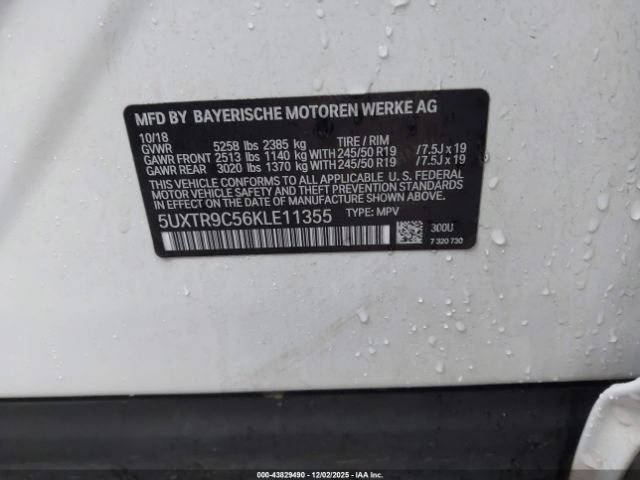 MFD BY BAYERISCHE MOTOREN WERKE AG
10/18
GVWR 5258 lbs 2385 kg TIRE / RIM
GAWR FRONT 2513 lbs 1140 kg WITH 245/50 R19 /7.5J x 19
GAWR REAR 3020 lbs 1370 kg WITH 245/50 R19 /7.5J x 19
THIS VEHICLE CONFORMS TO ALL APPLICABLE U. S. FEDERAL
MOTOR VEHICLE SAFETY AND THEFT PREVENTION STANDARDS
IN EFFECT ON THE DATE OF MANUFACTURE SHOWN ABOVE.
5UXTR9C56KLE11355 TYPE: MPV
300U
7 320 730
000-43829490 - 12/02/2025 - IAA Inc.